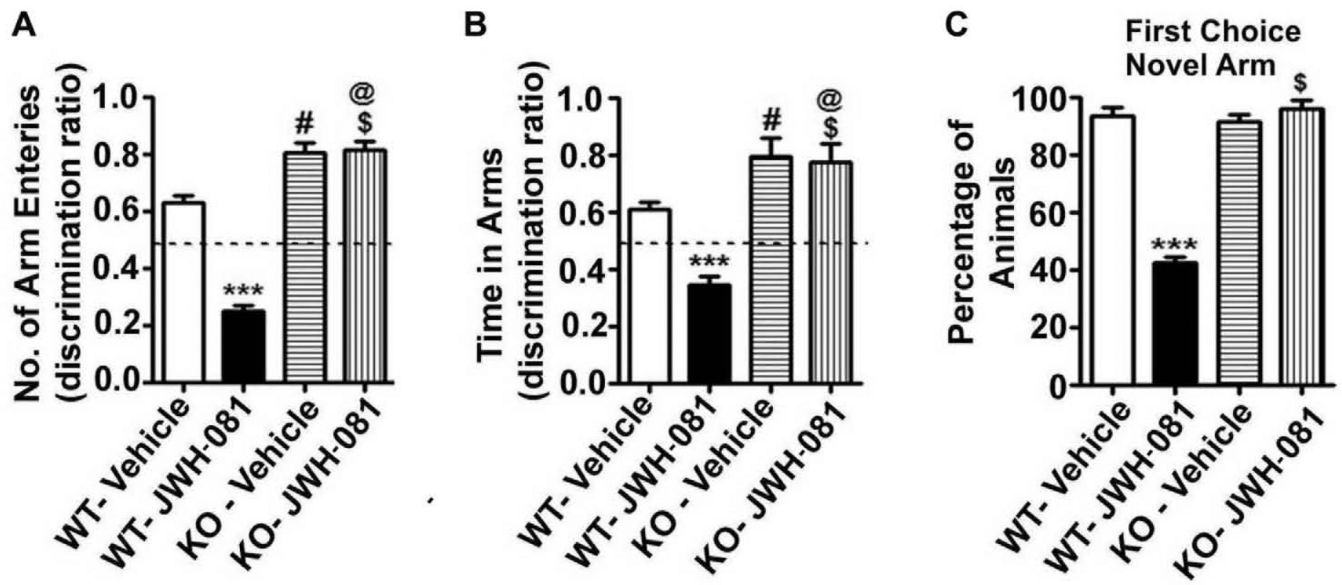 A
No. of Arm Enteries
(discrimination ratio)
1.0
0.8
0.6
0.4
0.2
0.0
***
#
@
$
WT- Vehicle
WT- JWH-081
KO - Vehicle
KO- JWH-081
B
Time in Arms
(discrimination ratio)
1.0
0.8
0.6
0.4
0.2
0.0
***
#
@
$
WT- Vehicle
WT- JWH-081
KO - Vehicle
KO- JWH-081
C
First Choice
Novel Arm
Percentage of
Animals
100
80
60
40
20
0
***
$
WT- Vehicle
WT- JWH-081
KO - Vehicle
KO- JWH-081